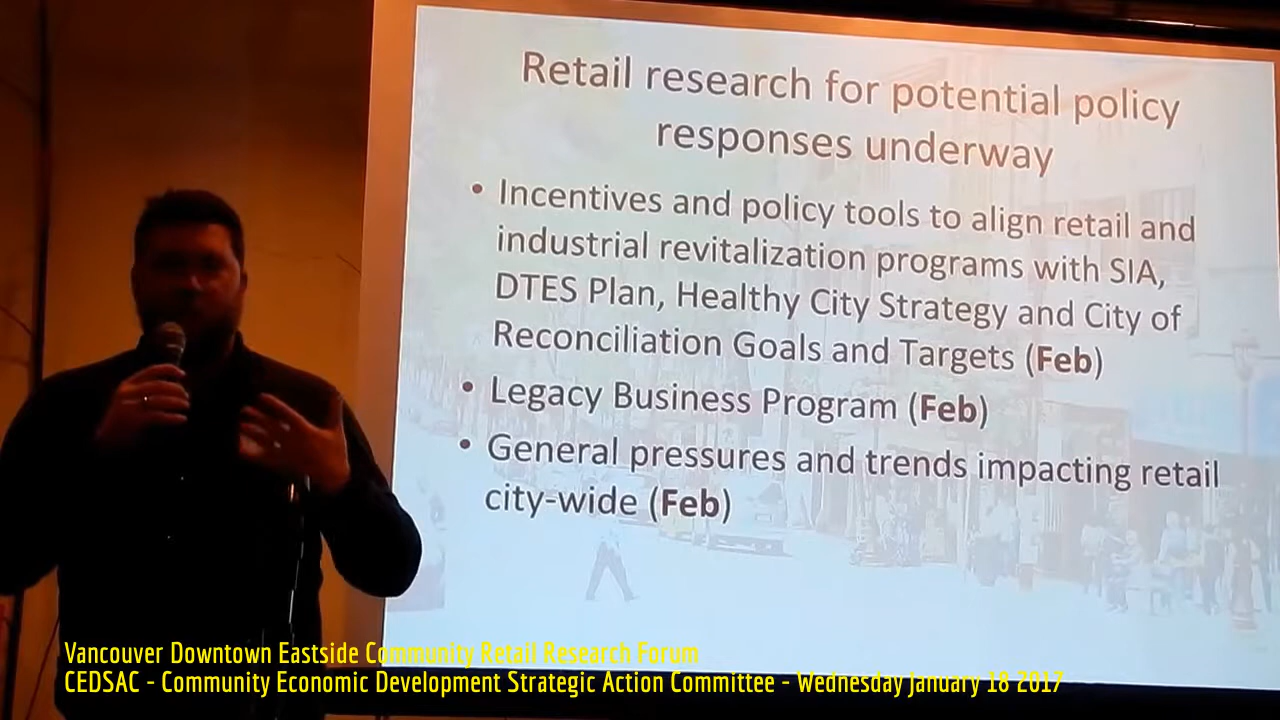 Retail research for potential policy
responses underway
• Incentives and policy tools to align retail and
industrial revitalization programs with SIA,
DTES Plan, Healthy City Strategy and City of
Reconciliation Goals and Targets (Feb)
• Legacy Business Program (Feb)
• General pressures and trends impacting retail
city-wide (Feb)
Vancouver Downtown Eastside Community Retail Research Forum
CEDSAC - Community Economic Development Strategic Action Committee - Wednesday January 18 2017